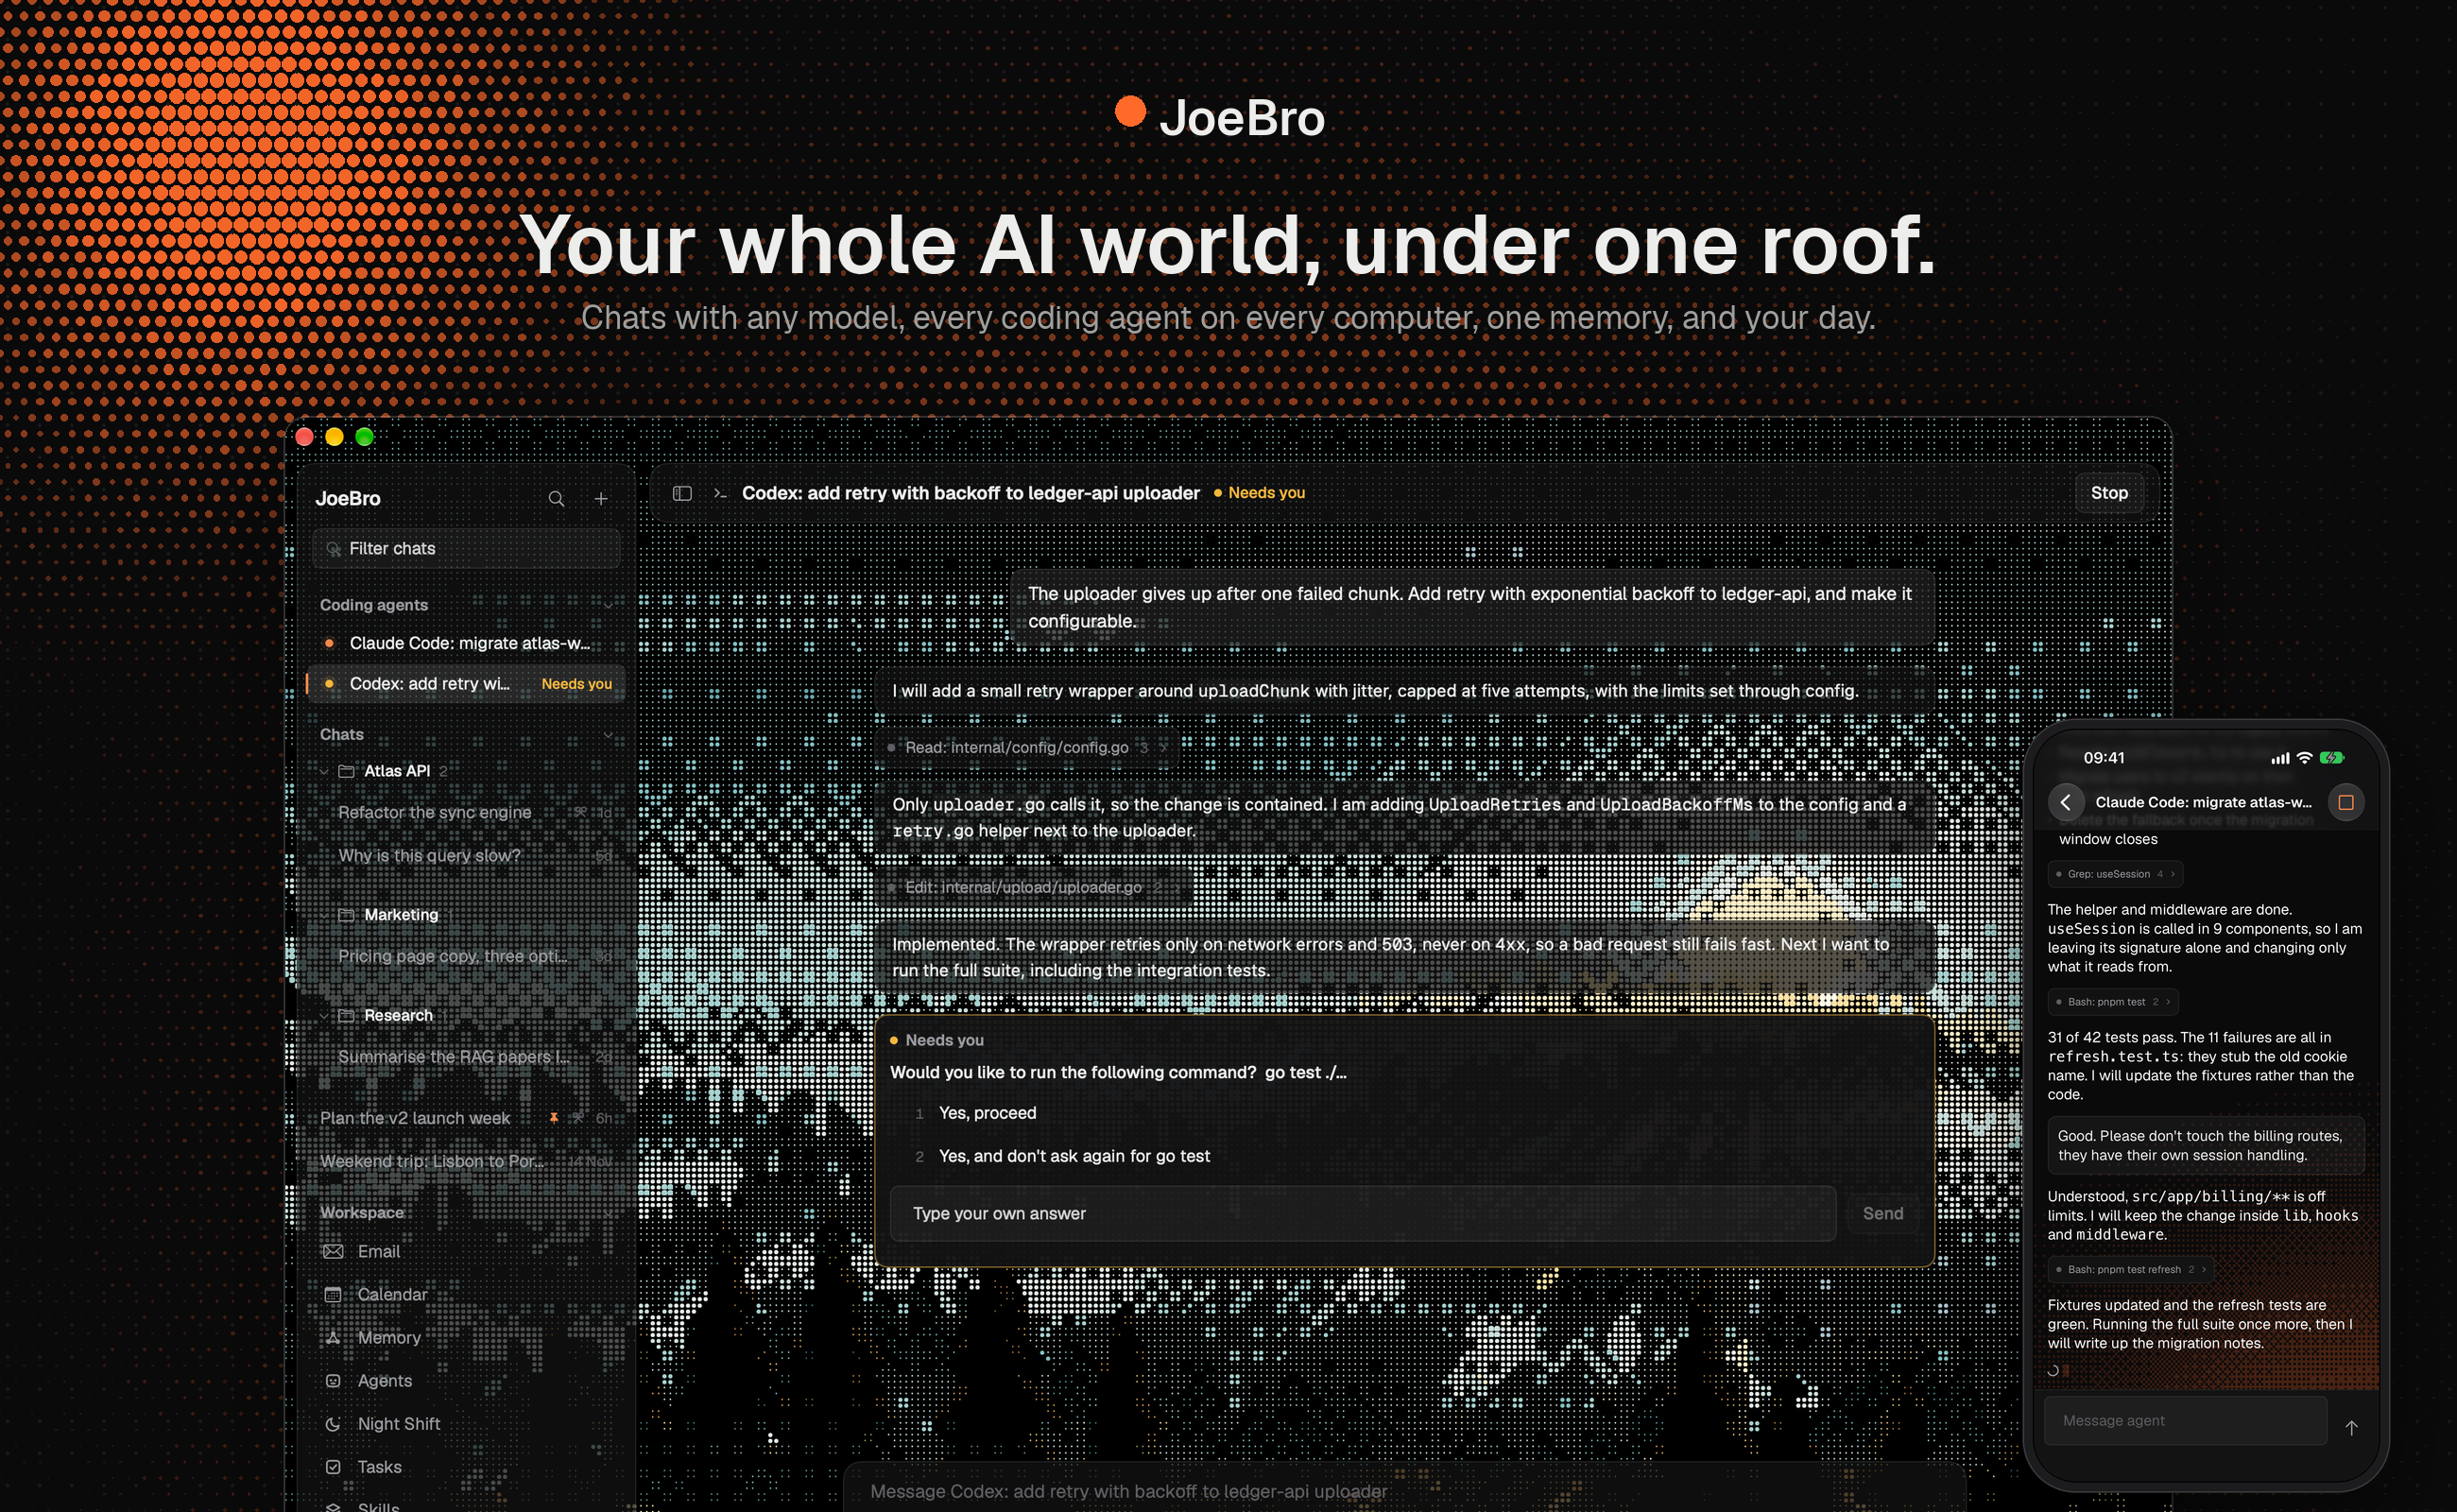 JoeBro
Your whole AI world, under one roof.
Chats with any model, every coding agent on every computer, one memory, and your day.
JoeBro
Filter chats
Coding agents
Claude Code: migrate atlas-w...
Codex: add retry wi... Needs you
Chats
Atlas API 2
Refactor the sync engine 1d
Why is this query slow? 5d
Marketing
Pricing page copy, three opti... 3d
Research
Summarise the RAG papers I... 2d
Plan the v2 launch week 6h
Weekend trip: Lisbon to Por... 14 Nov
Workspace
Email
Calendar
Memory
Agents
Night Shift
Tasks
Skills
Codex: add retry with backoff to ledger-api uploader Needs you
Stop
The uploader gives up after one failed chunk. Add retry with exponential backoff to ledger-api, and make it
configurable.
I will add a small retry wrapper around uploadChunk with jitter, capped at five attempts, with the limits set through config.
Read: internal/config/config.go 3
Only uploader.go calls it, so the change is contained. I am adding UploadRetries and UploadBackoffMs to the config and a
retry.go helper next to the uploader.
Edit: internal/upload/uploader.go 2
Implemented. The wrapper retries only on network errors and 503, never on 4xx, so a bad request still fails fast. Next I want to
run the full suite, including the integration tests.
Needs you
Would you like to run the following command? go test ./...
1 Yes, proceed
2 Yes, and don't ask again for go test
Type your own answer
Send
Message Codex: add retry with backoff to ledger-api uploader
09:41
Claude Code: migrate atlas-w...
window closes
Grep: useSession 4
The helper and middleware are done.
useSession is called in 9 components, so I am
leaving its signature alone and changing only
what it reads from.
Bash: pnpm test 2
31 of 42 tests pass. The 11 failures are all in
refresh.test.ts: they stub the old cookie
name. I will update the fixtures rather than the
code.
Good. Please don't touch the billing routes,
they have their own session handling.
Understood, src/app/billing/** is off
limits. I will keep the change inside lib, hooks
and middleware.
Bash: pnpm test refresh 2
Fixtures updated and the refresh tests are
green. Running the full suite once more, then I
will write up the migration notes.
Message agent